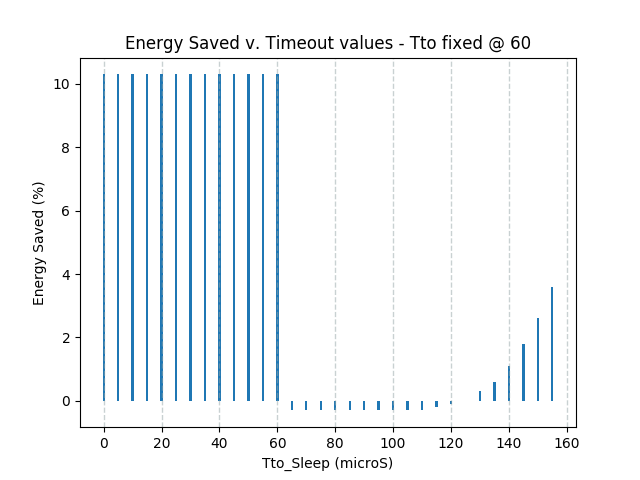 Energy Saved v. Timeout values - Tto fixed @ 60
Energy Saved (%)
10
8
6
4
2
0
0 20 40 60 80 100 120 140 160
Tto_Sleep (microS)